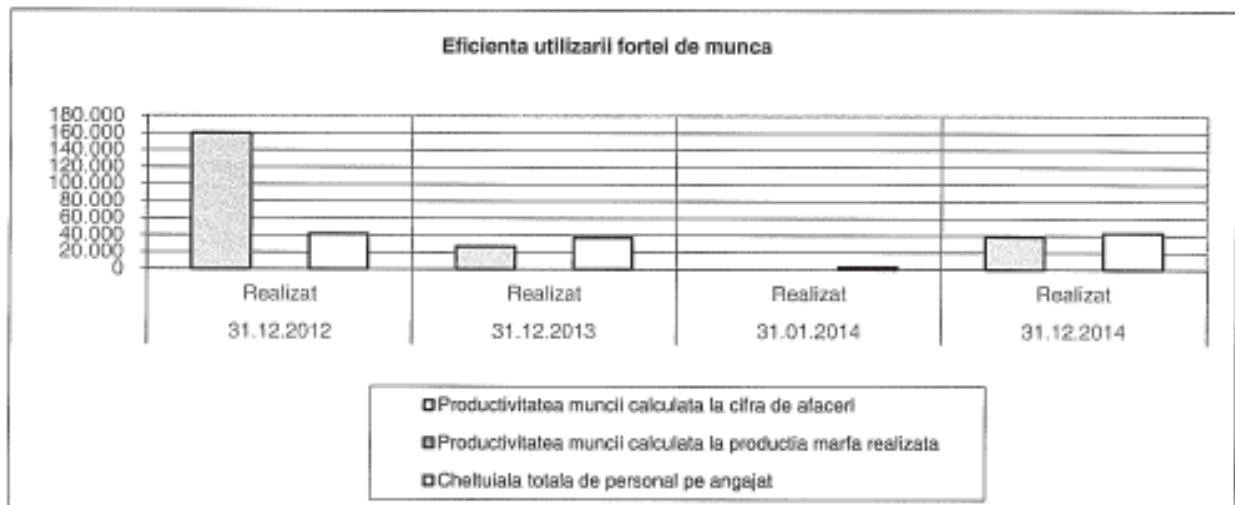 Eficienta utilizarii fortei de munca
180.000
160.000
140.000
120.000
100.000
80.000
60.000
40.000
20.000
0
Realizat Realizat Realizat Realizat
31.12.2012 31.12.2013 31.01.2014 31.12.2014
Productivitatea muncii calculata la cifra de afaceri
Productivitatea muncii calculata la productia marfa realizata
Cheltuiala totala de personal pe angajat